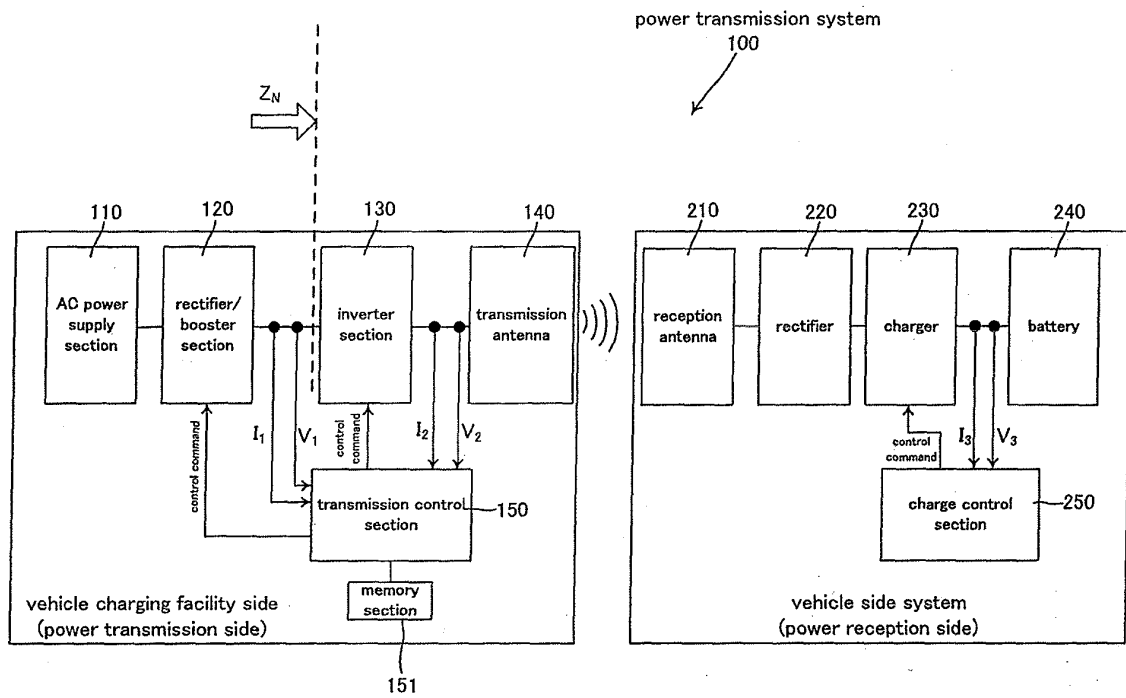 power transmission system
100
Z_N
110
120
130
140
210
220
230
240
AC power
supply
section
rectifier/
booster
section
inverter
section
transmission
antenna
reception
antenna
rectifier
charger
battery
control command
I₁
V₁
control
command
I₂
V₂
control
command
I₃
V₃
transmission control
section
150
charge control
section
250
memory
section
151
vehicle charging facility side
(power transmission side)
vehicle side system
(power reception side)